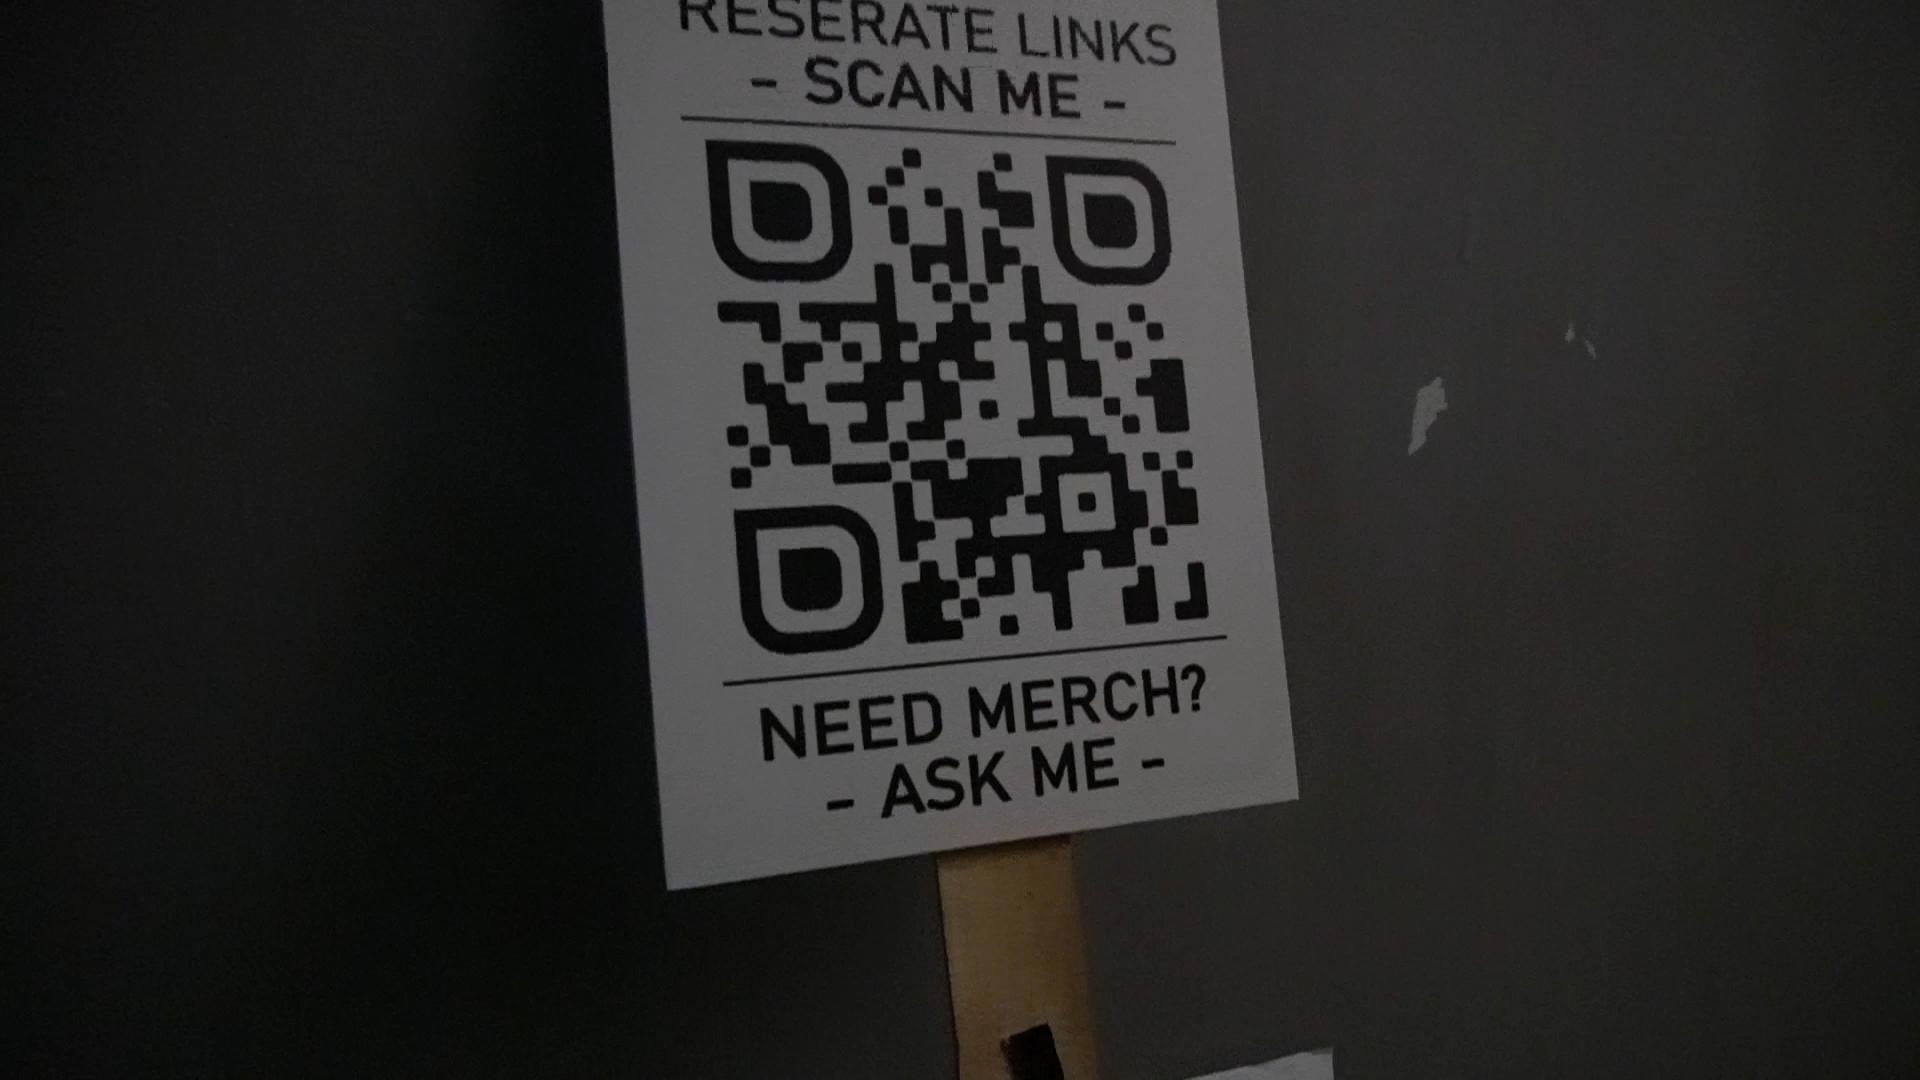 RESERATE LINKS
- SCAN ME -
NEED MERCH?
- ASK ME -